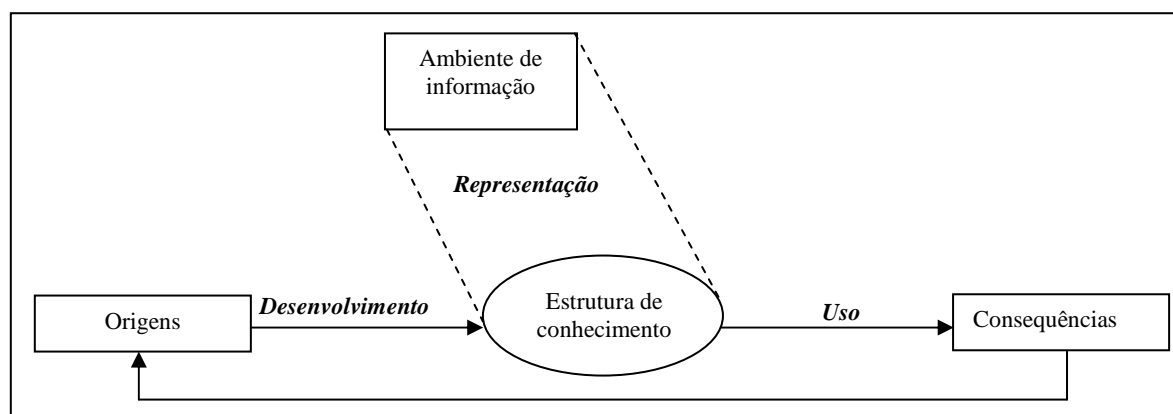 Ambiente de
informação
Representação
Origens
Desenvolvimento
Estrutura de
conhecimento
Uso
Consequências